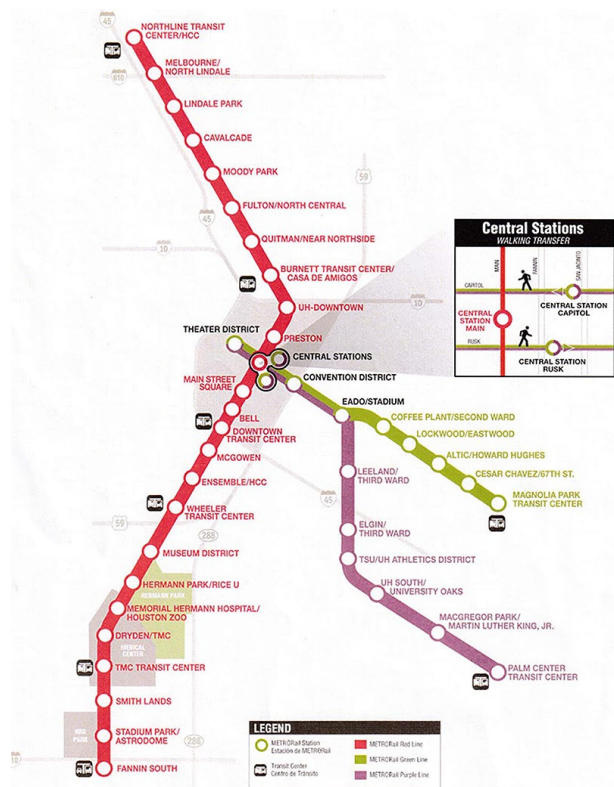 45
NORTHLINE TRANSIT
CENTER/HCC
MELBOURNE/
NORTH LINDALE
610
LINDALE PARK
CAVALCADE
MOODY PARK
59
FULTON/NORTH CENTRAL
45
QUITMAN/NEAR NORTHSIDE
10
BURNETT TRANSIT CENTER/
CASA DE AMIGOS
UH-DOWNTOWN
10
THEATER DISTRICT
PRESTON
CENTRAL STATIONS
CONVENTION DISTRICT
MAIN STREET
SQUARE
EADO/STADIUM
BELL
COFFEE PLANT/SECOND WARD
DOWNTOWN
TRANSIT CENTER
LOCKWOOD/EASTWOOD
MCGOWEN
ALTIC/HOWARD HUGHES
LEELAND/
THIRD WARD
CESAR CHAVEZ/67TH ST.
ENSEMBLE/HCC
MAGNOLIA PARK
TRANSIT CENTER
45
WHEELER
TRANSIT CENTER
59
288
ELGIN/
THIRD WARD
MUSEUM DISTRICT
TSU/UH ATHLETICS DISTRICT
HERMANN PARK/RICE U
HERMANN PARK
UH SOUTH/
UNIVERSITY OAKS
MEMORIAL HERMANN HOSPITAL/
HOUSTON ZOO
DRYDEN/TMC
MEDICAL
CENTER
MACGREGOR PARK/
MARTIN LUTHER KING, JR.
TMC TRANSIT CENTER
PALM CENTER
TRANSIT CENTER
SMITH LANDS
NRG
PARK
STADIUM PARK/
ASTRODOME
288
10
FANNIN SOUTH
Central Stations
WALKING TRANSFER
MAIN
FANNIN
SAN JACINTO
CAPITOL
CENTRAL STATION
CAPITOL
CENTRAL
STATION
MAIN
RUSK
CENTRAL STATION
RUSK
LEGEND
METRORail Station
Estación de METRORail
Transit Center
Centro de Tránsito
METRORail Red Line
METRORail Green Line
METRORail Purple Line